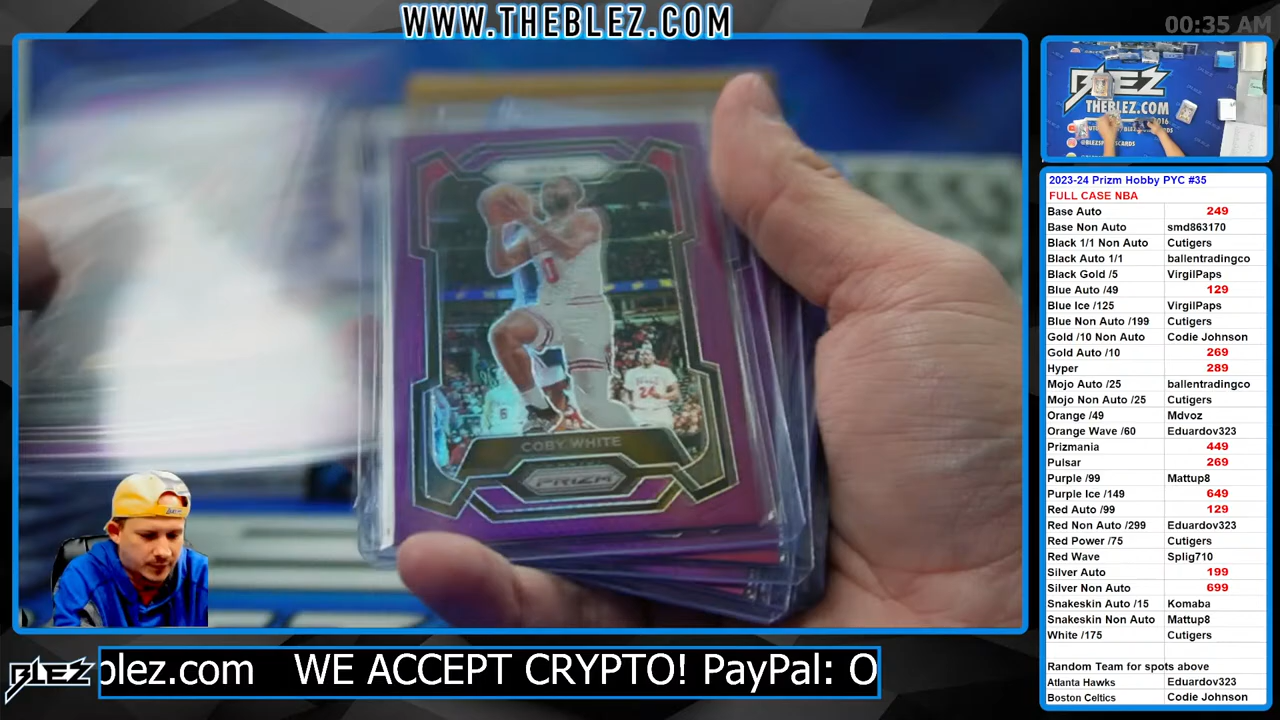 WWW.THEBLEZ.COM
00:35 AM
BLEZ
THEBLEZ.COM
0
24
6
COBY WHITE
PRIZM
2023-24 Prizm Hobby PYC #35
FULL CASE NBA
Base Auto 249
Base Non Auto smd863170
Black 1/1 Non Auto Cutigers
Black Auto 1/1 ballentradingco
Black Gold /5 VirgilPaps
Blue Auto /49 129
Blue Ice /125 VirgilPaps
Blue Non Auto /199 Cutigers
Gold /10 Non Auto Codie Johnson
Gold Auto /10 269
Hyper 289
Mojo Auto /25 ballentradingco
Mojo Non Auto /25 Cutigers
Orange /49 Mdvoz
Orange Wave /60 Eduardov323
Prizmania 449
Pulsar 269
Purple /99 Mattup8
Purple Ice /149 649
Red Auto /99 129
Red Non Auto /299 Eduardov323
Red Power /75 Cutigers
Red Wave Splig710
Silver Auto 199
Silver Non Auto 699
Snakeskin Auto /15 Komaba
Snakeskin Non Auto Mattup8
White /175 Cutigers
Random Team for spots above
Atlanta Hawks Eduardov323
Boston Celtics Codie Johnson
BLEZ
blez.com WE ACCEPT CRYPTO! PayPal: O